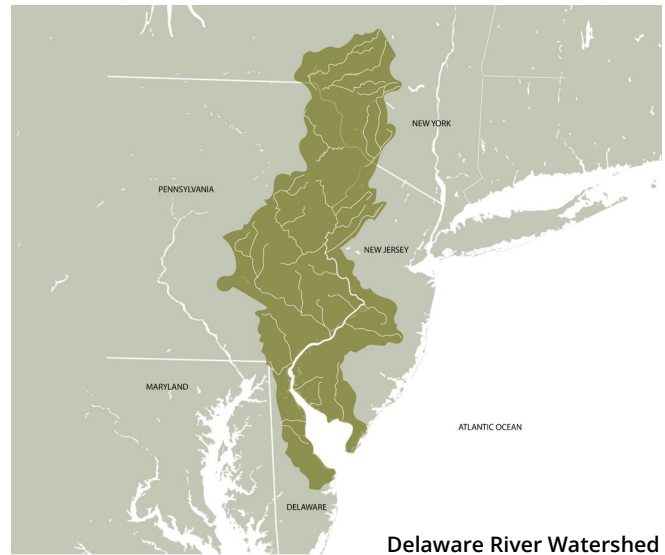 NEW YORK
PENNSYLVANIA
NEW JERSEY
MARYLAND
ATLANTIC OCEAN
DELAWARE
Delaware River Watershed